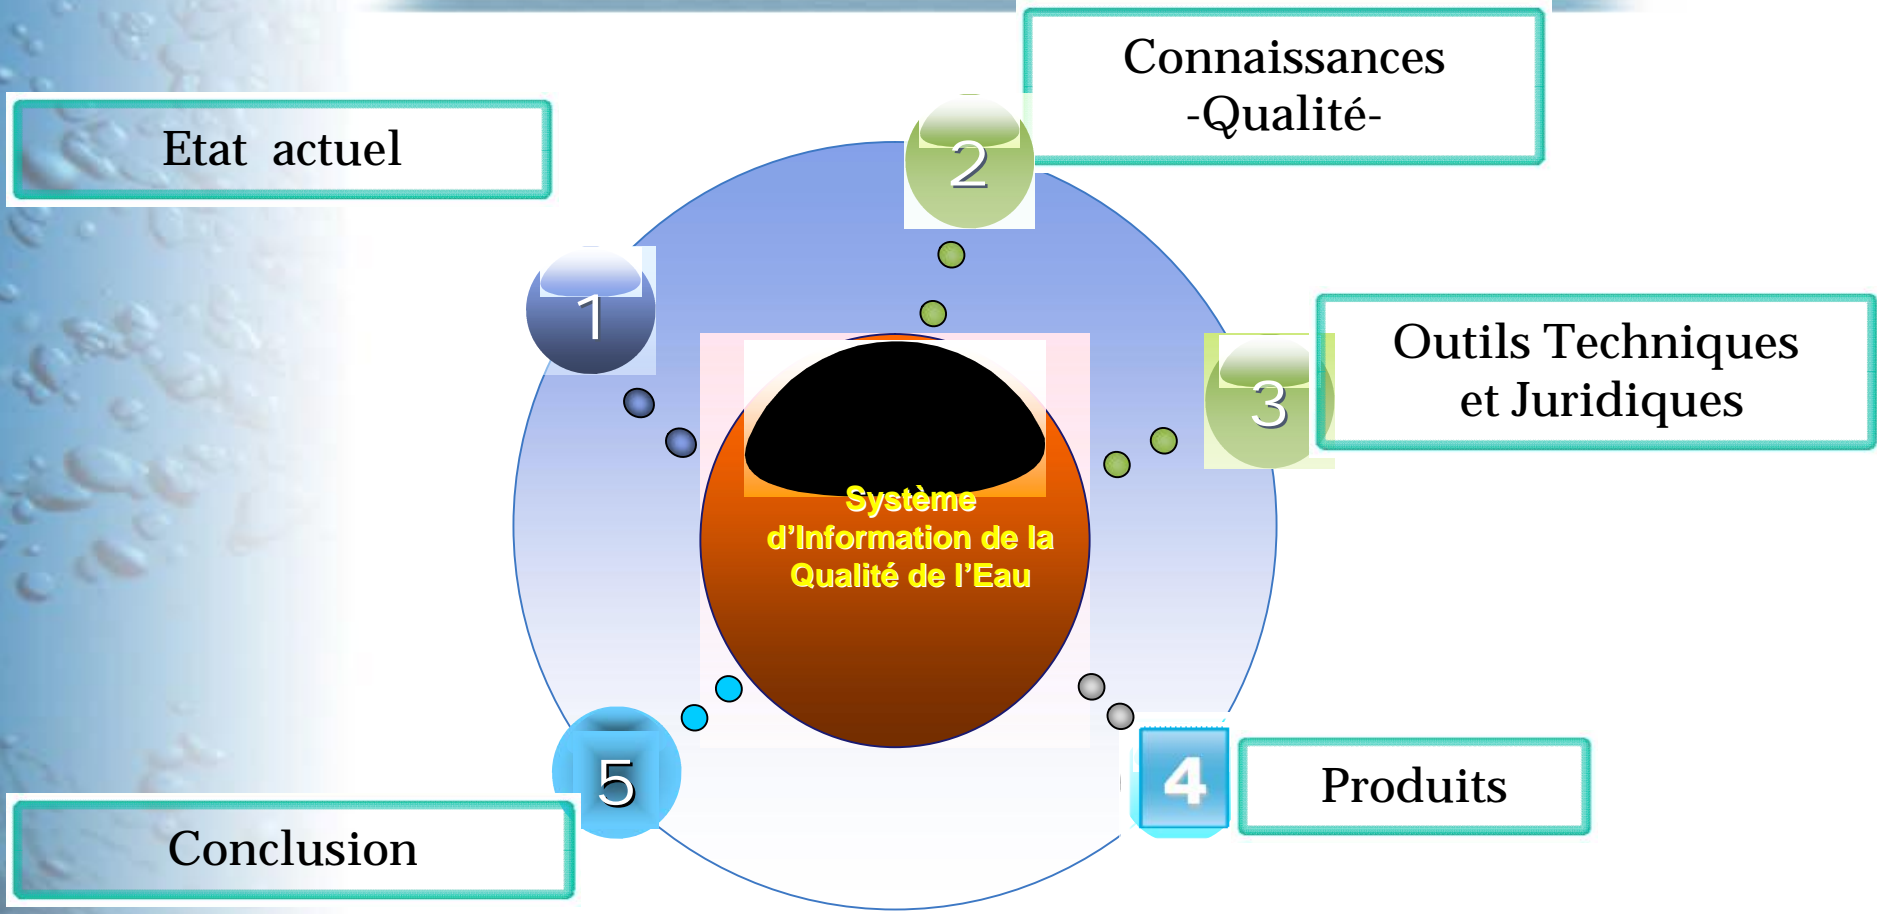 Etat actuel
1
2
Connaissances
-Qualité-
3
Outils Techniques
et Juridiques
Système
d’Information de la
Qualité de l’Eau
4
Produits
5
Conclusion